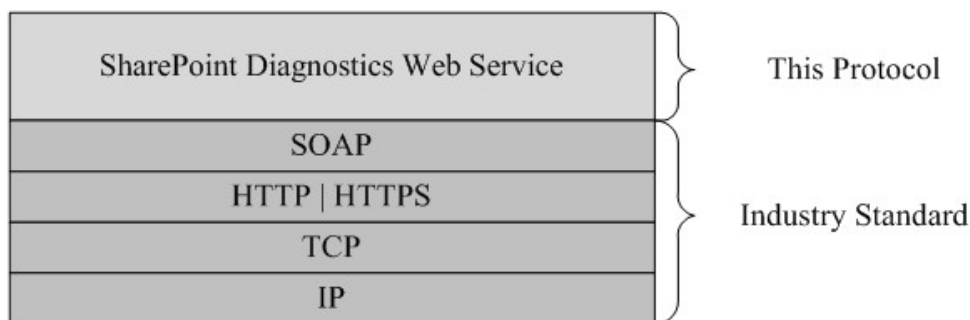 SharePoint Diagnostics Web Service
This Protocol
SOAP
HTTP | HTTPS
TCP
IP
Industry Standard